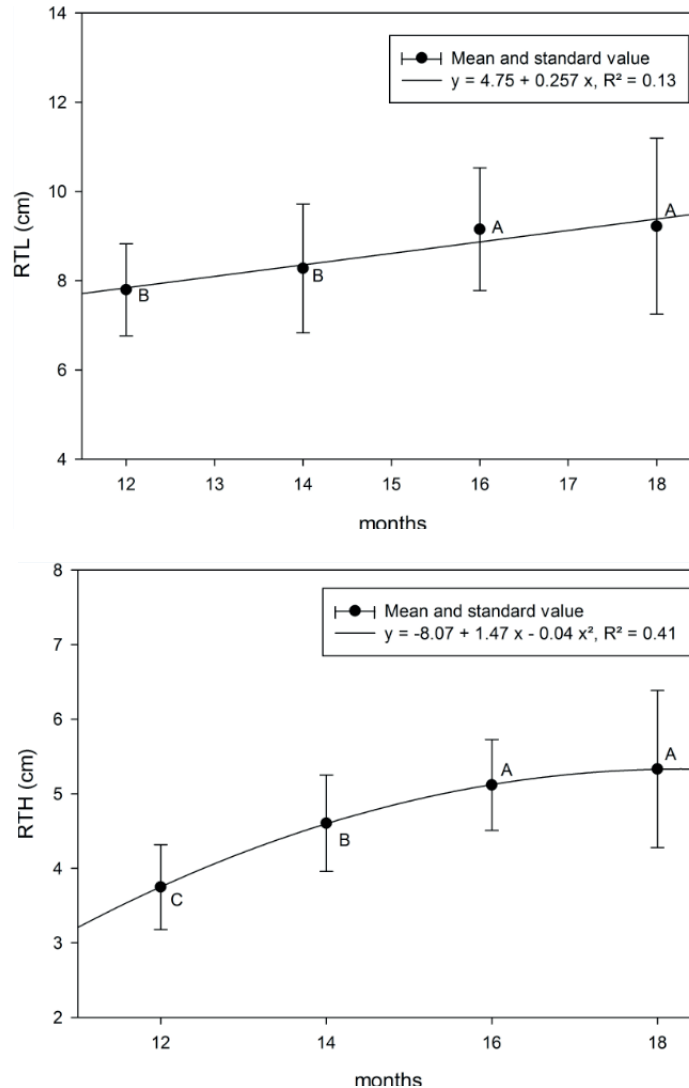 14
12
10
8
6
4
RTL (cm)
Mean and standard value
y = 4.75 + 0.257 x, R² = 0.13
B
B
A
A
12
13
14
15
16
17
18
months
8
7
6
5
4
3
2
RTH (cm)
Mean and standard value
y = -8.07 + 1.47 x - 0.04 x², R² = 0.41
C
B
A
A
12
14
16
18
months